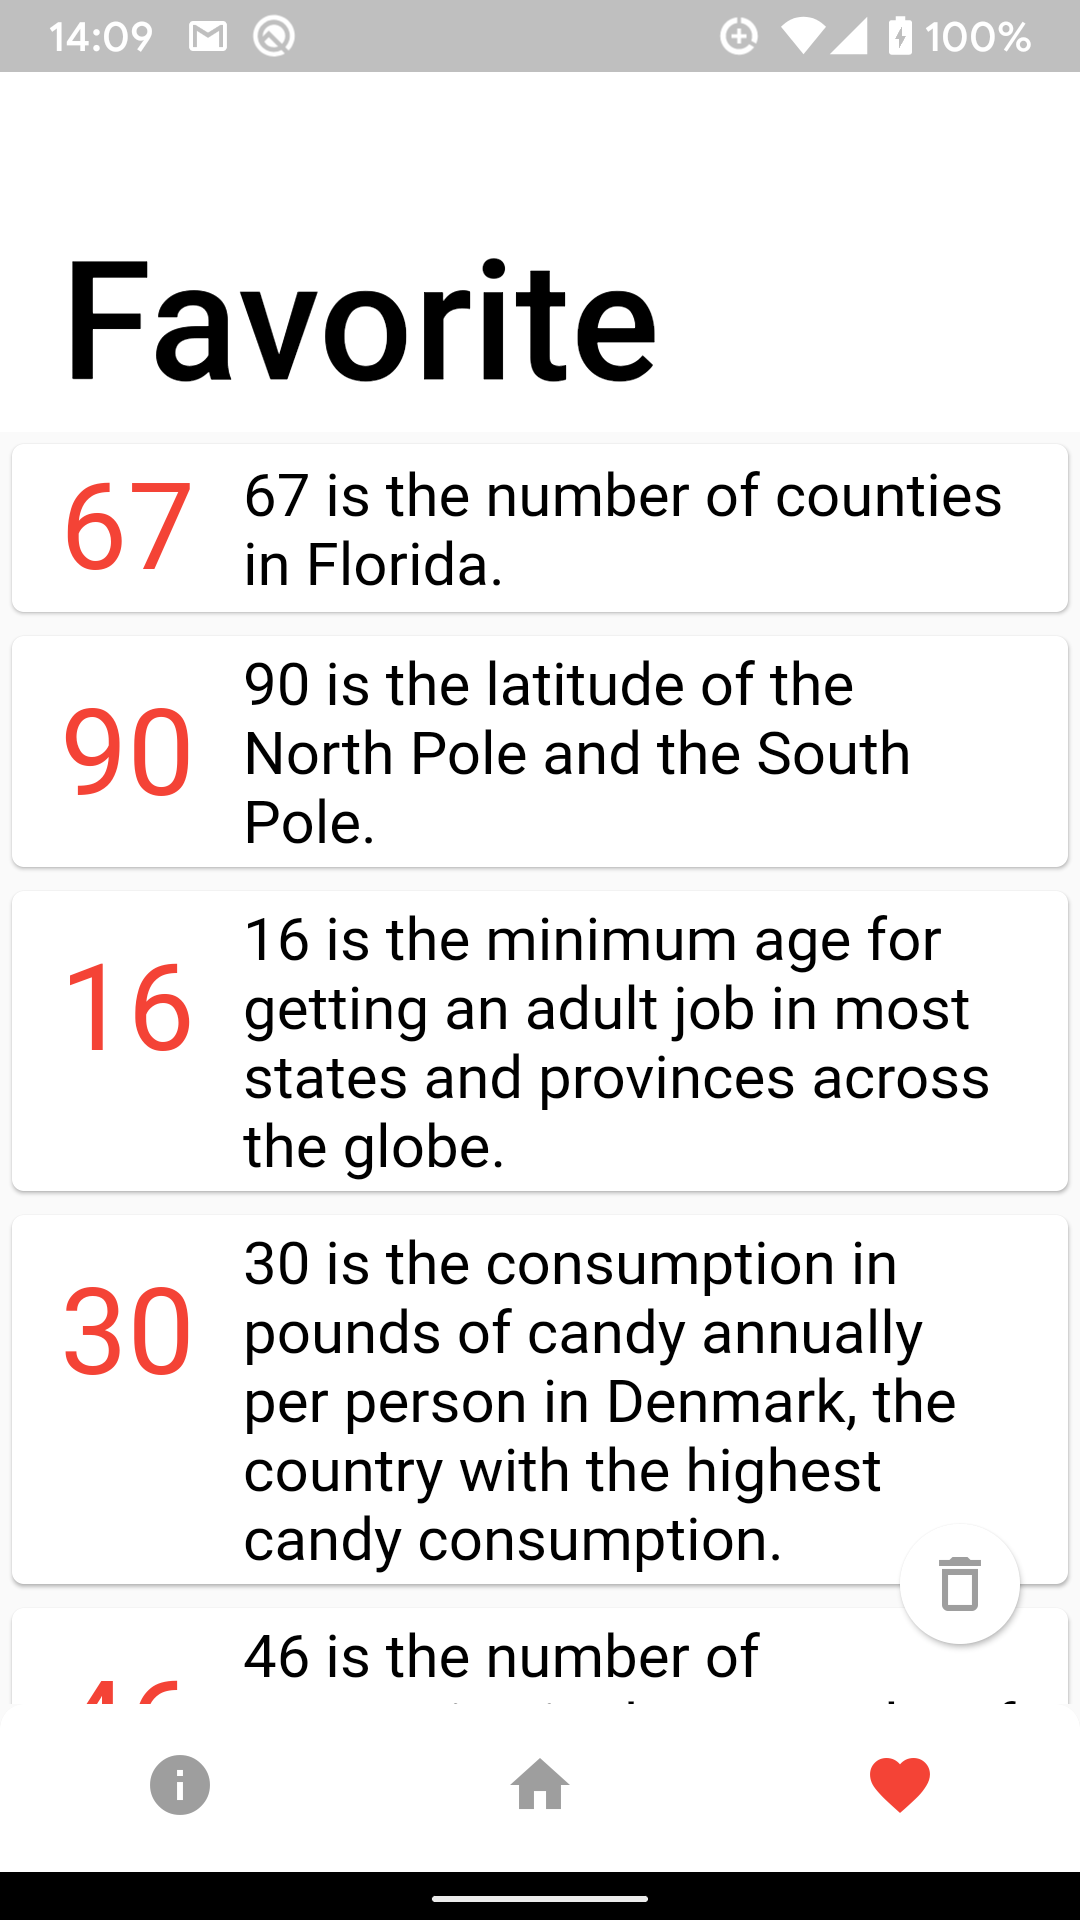 14:09 100%
Favorite
67
67 is the number of counties
in Florida.
90
90 is the latitude of the
North Pole and the South
Pole.
16
16 is the minimum age for
getting an adult job in most
states and provinces across
the globe.
30
30 is the consumption in
pounds of candy annually
per person in Denmark, the
country with the highest
candy consumption.
46
46 is the number of